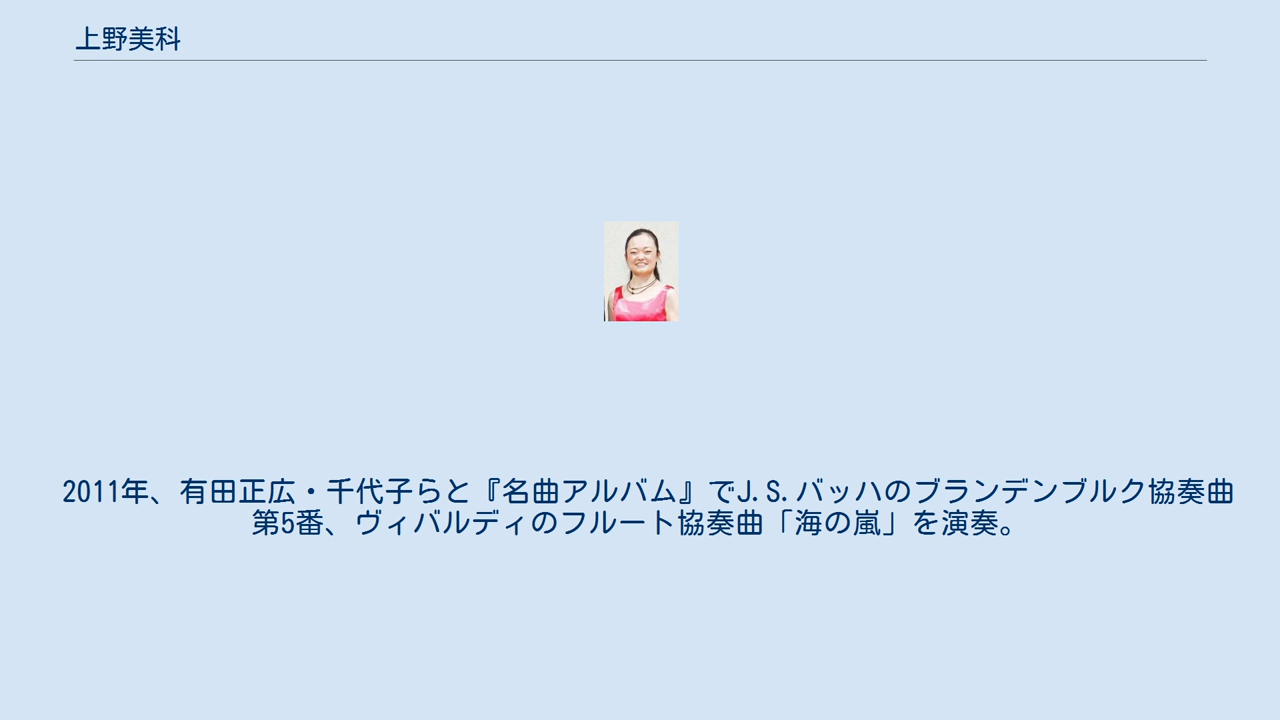 上野美科
2011年、有田正広・千代子らと『名曲アルバム』でJ.S.バッハのブランデンブルク協奏曲
第5番、ヴィバルディのフルート協奏曲「海の嵐」を演奏。